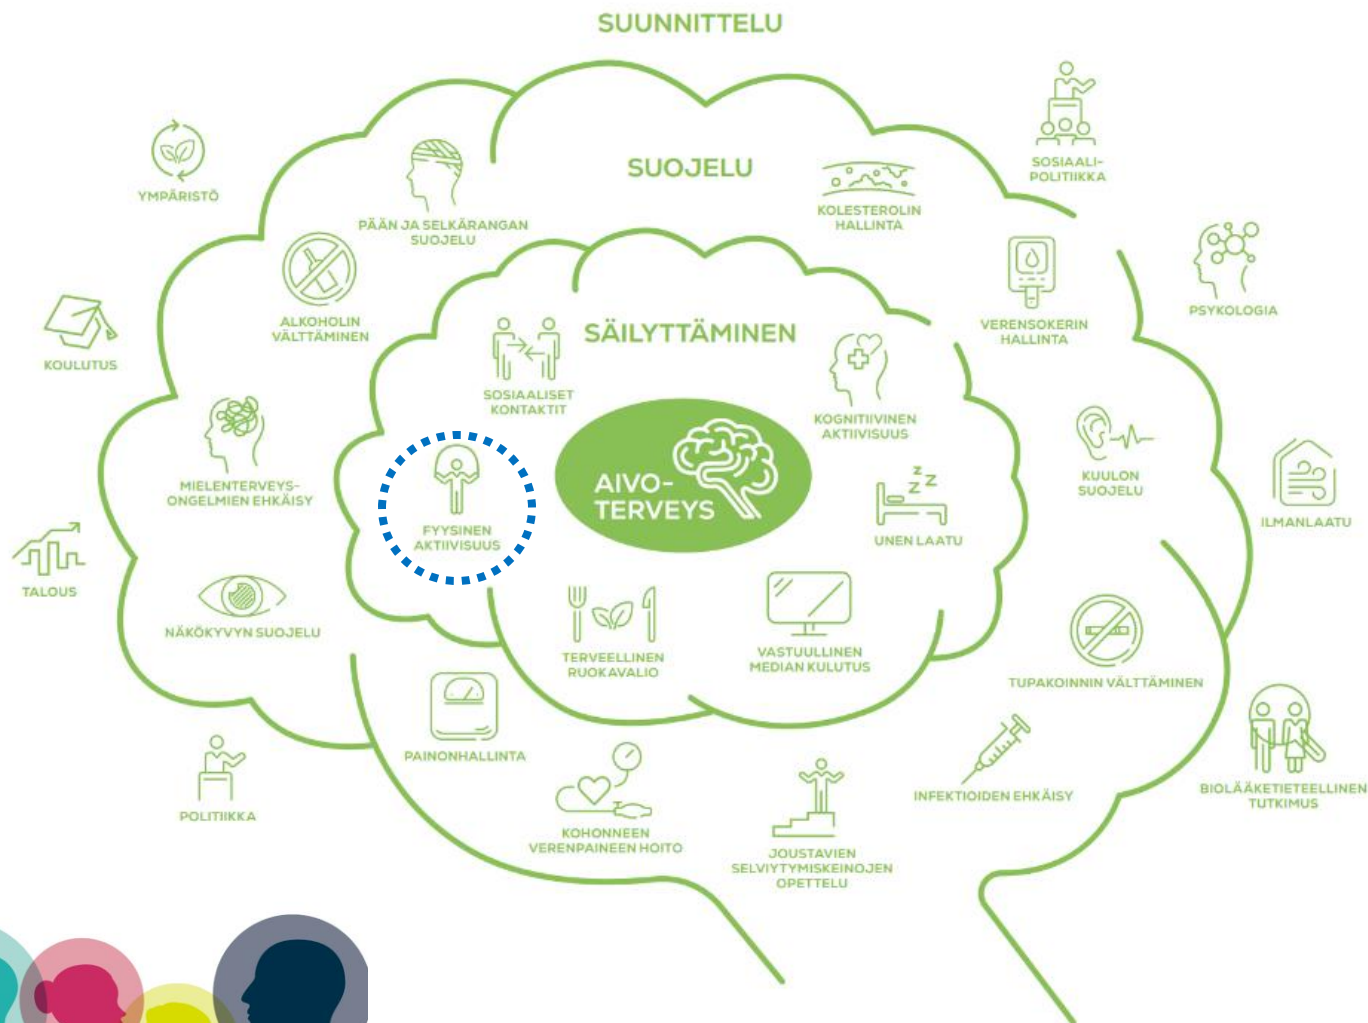 SUUNNITTELU
SUOJELU
SÄILYTTÄMINEN
AIVO-
TERVEYS
YMPÄRISTÖ
PÄÄN JA SELKÄRANGAN
SUOJELU
KOLESTEROLIN
HALLINTA
SOSIAALI-
POLITIIKKA
ALKOHOLIN
VÄLTTÄMINEN
VERENSOKERIN
HALLINTA
PSYKOLOGIA
KOULUTUS
SOSIAALISET
KONTAKTIT
KOGNITIIVINEN
AKTIIVISUUS
MIELENTERVEYS-
ONGELMIEN EHKÄISY
FYYSINEN
AKTIIVISUUS
Z Z Z
UNEN LAATU
KUULON
SUOJELU
ILMANLAATU
TALOUS
NÄKÖKYVYN SUOJELU
TERVEELLINEN
RUOKAVALIO
VASTUULLINEN
MEDIAN KULUTUS
TUPAKOINNIN VÄLTTÄMINEN
PAINONHALLINTA
POLITIIKKA
KOHONNEEN
VERENPAINEEN HOITO
JOUSTAVIEN
SELVIYTYMISKEINOJEN
OPETTELU
INFEKTIOIDEN EHKÄISY
BIOLÄÄKETIETEELLINEN
TUTKIMUS